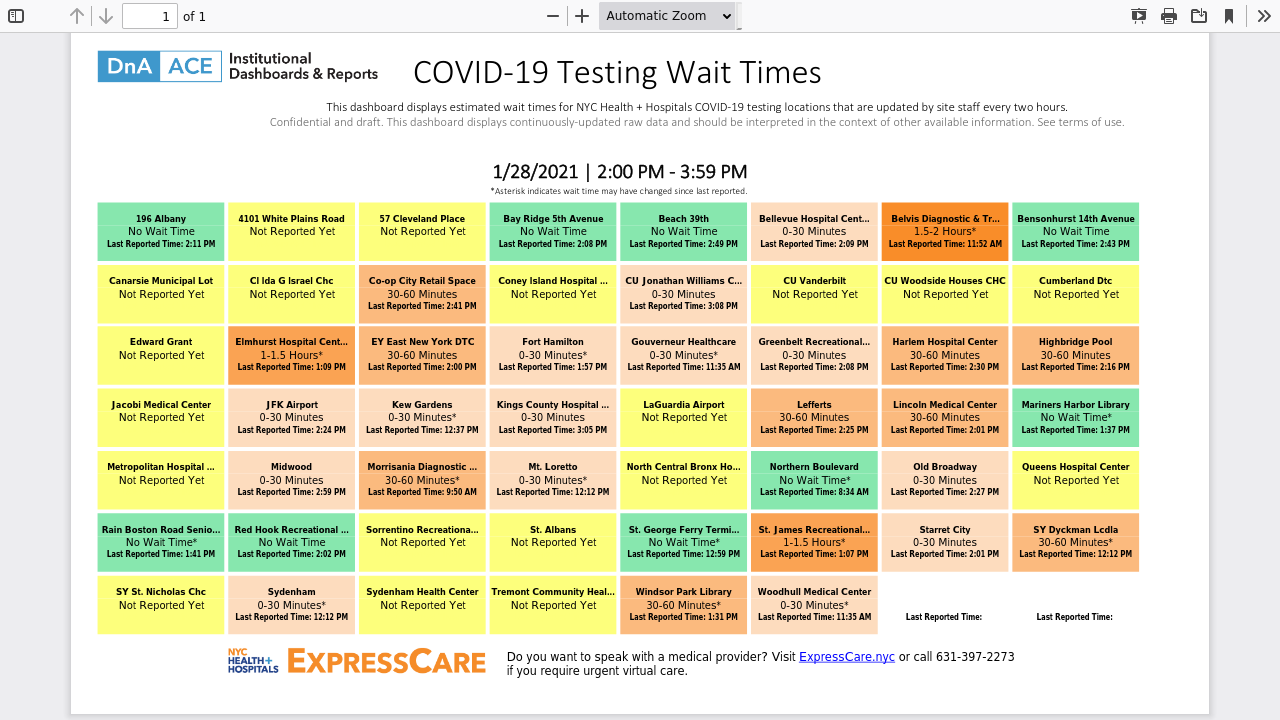 1 of 1
Automatic Zoom
DnA ACE Institutional
Dashboards & Reports
COVID-19 Testing Wait Times
This dashboard displays estimated wait times for NYC Health + Hospitals COVID-19 testing locations that are updated by site staff every two hours.
Confidential and draft. This dashboard displays continuously-updated raw data and should be interpreted in the context of other available information. See terms of use.
1/28/2021 | 2:00 PM - 3:59 PM
*Asterisk indicates wait time may have changed since last reported.
196 Albany
No Wait Time
Last Reported Time: 2:11 PM
4101 White Plains Road
Not Reported Yet
57 Cleveland Place
Not Reported Yet
Bay Ridge 5th Avenue
No Wait Time
Last Reported Time: 2:08 PM
Beach 39th
No Wait Time
Last Reported Time: 2:49 PM
Bellevue Hospital Cent...
0-30 Minutes
Last Reported Time: 2:09 PM
Belvis Diagnostic & Tr...
1.5-2 Hours*
Last Reported Time: 11:52 AM
Bensonhurst 14th Avenue
No Wait Time
Last Reported Time: 2:43 PM
Canarsie Municipal Lot
Not Reported Yet
Cl Ida G Israel Chc
Not Reported Yet
Co-op City Retail Space
30-60 Minutes
Last Reported Time: 2:41 PM
Coney Island Hospital ...
Not Reported Yet
CU Jonathan Williams C...
0-30 Minutes
Last Reported Time: 3:08 PM
CU Vanderbilt
Not Reported Yet
CU Woodside Houses CHC
Not Reported Yet
Cumberland Dtc
Not Reported Yet
Edward Grant
Not Reported Yet
Elmhurst Hospital Cent...
1-1.5 Hours*
Last Reported Time: 1:09 PM
EY East New York DTC
30-60 Minutes
Last Reported Time: 2:00 PM
Fort Hamilton
0-30 Minutes*
Last Reported Time: 1:57 PM
Gouverneur Healthcare
0-30 Minutes*
Last Reported Time: 11:35 AM
Greenbelt Recreational...
0-30 Minutes
Last Reported Time: 2:08 PM
Harlem Hospital Center
30-60 Minutes
Last Reported Time: 2:30 PM
Highbridge Pool
30-60 Minutes
Last Reported Time: 2:16 PM
Jacobi Medical Center
Not Reported Yet
JFK Airport
0-30 Minutes
Last Reported Time: 2:24 PM
Kew Gardens
0-30 Minutes*
Last Reported Time: 12:37 PM
Kings County Hospital ...
0-30 Minutes
Last Reported Time: 3:05 PM
LaGuardia Airport
Not Reported Yet
Lefferts
30-60 Minutes
Last Reported Time: 2:25 PM
Lincoln Medical Center
30-60 Minutes
Last Reported Time: 2:01 PM
Mariners Harbor Library
No Wait Time*
Last Reported Time: 1:37 PM
Metropolitan Hospital ...
Not Reported Yet
Midwood
0-30 Minutes
Last Reported Time: 2:59 PM
Morrisania Diagnostic ...
30-60 Minutes*
Last Reported Time: 9:50 AM
Mt. Loretto
0-30 Minutes*
Last Reported Time: 12:12 PM
North Central Bronx Ho...
Not Reported Yet
Northern Boulevard
No Wait Time*
Last Reported Time: 8:34 AM
Old Broadway
0-30 Minutes
Last Reported Time: 2:27 PM
Queens Hospital Center
Not Reported Yet
Rain Boston Road Senio...
No Wait Time*
Last Reported Time: 1:41 PM
Red Hook Recreational ...
No Wait Time
Last Reported Time: 2:02 PM
Sorrentino Recreationa...
Not Reported Yet
St. Albans
Not Reported Yet
St. George Ferry Termi...
No Wait Time*
Last Reported Time: 12:59 PM
St. James Recreational...
1-1.5 Hours*
Last Reported Time: 1:07 PM
Starret City
0-30 Minutes
Last Reported Time: 2:01 PM
SY Dyckman Lcdla
30-60 Minutes*
Last Reported Time: 12:12 PM
SY St. Nicholas Chc
Not Reported Yet
Sydenham
0-30 Minutes*
Last Reported Time: 12:12 PM
Sydenham Health Center
Not Reported Yet
Tremont Community Heal...
Not Reported Yet
Windsor Park Library
30-60 Minutes*
Last Reported Time: 1:31 PM
Woodhull Medical Center
0-30 Minutes*
Last Reported Time: 11:35 AM
Last Reported Time:
Last Reported Time:
NYC
HEALTH+
HOSPITALS
EXPRESSCARE
Do you want to speak with a medical provider? Visit ExpressCare.nyc or call 631-397-2273
if you require urgent virtual care.